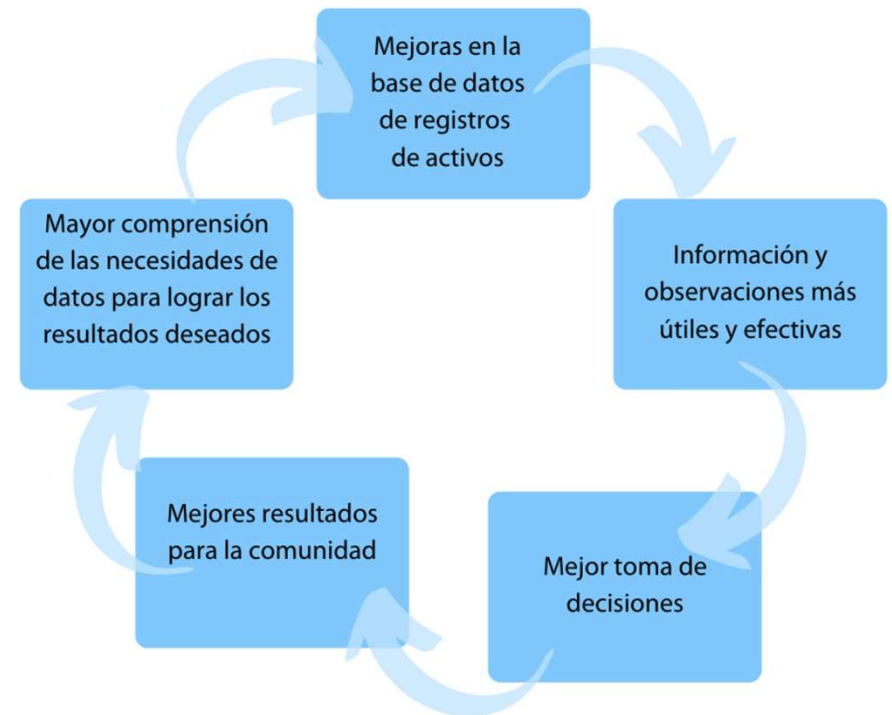 Mejoras en la
base de datos
de registros
de activos
Información y
observaciones más
útiles y efectivas
Mejor toma de
decisiones
Mejores resultados
para la comunidad
Mayor comprensión
de las necesidades de
datos para lograr los
resultados deseados